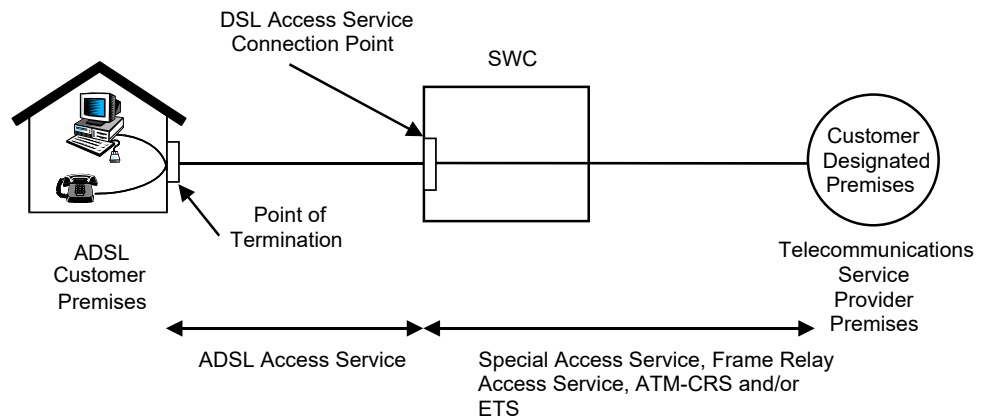 DSL Access Service
Connection Point
SWC
Customer
Designated
Premises
Point of
Termination
ADSL
Customer
Premises
Telecommunications
Service
Provider
Premises
ADSL Access Service
Special Access Service, Frame Relay
Access Service, ATM-CRS and/or
ETS